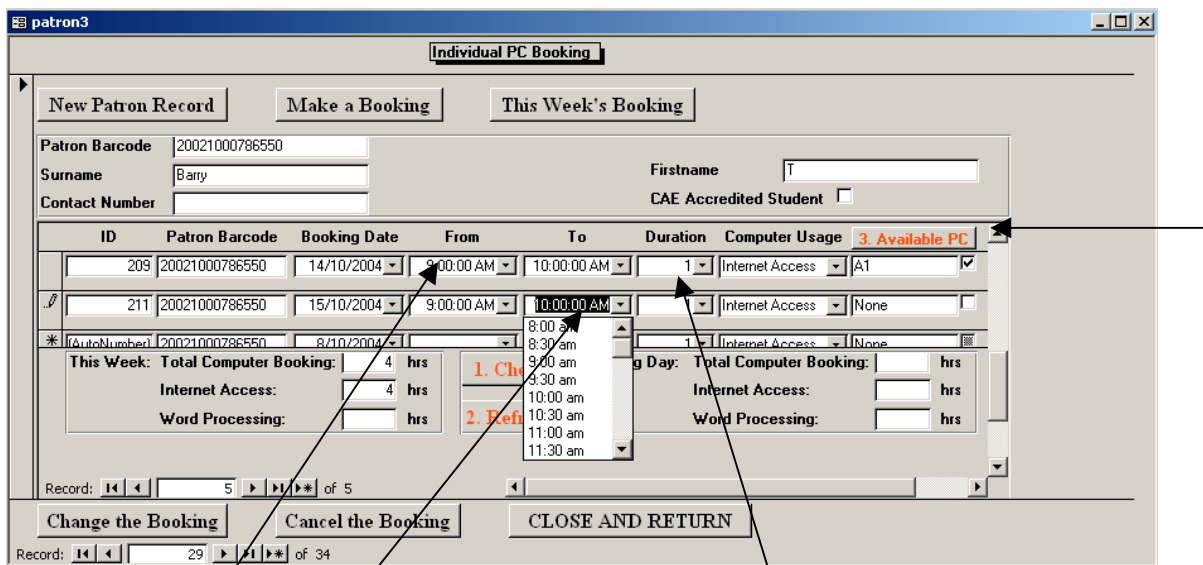 patron3
Individual PC Booking
New Patron Record Make a Booking This Week's Booking
Patron Barcode 20021000786550
Surname Barry Firstname T
Contact Number CAE Accredited Student
ID Patron Barcode Booking Date From To Duration Computer Usage 3. Available PC
209 20021000786550 14/10/2004 9:00:00 AM 10:00:00 AM 1 Internet Access A1
211 20021000786550 15/10/2004 9:00:00 AM 10:00:00 AM Internet Access None
(AutoNumber) 20021000786550 8/10/2004 1 Internet Access None
8:00 am
8:30 am
9:00 am
9:30 am
10:00 am
10:30 am
11:00 am
11:30 am
This Week: Total Computer Booking: 4 hrs 1. Che g Day: Total Computer Booking: hrs
Internet Access: 4 hrs Internet Access: hrs
Word Processing: hrs 2. Refr Word Processing: hrs
Record: 5 of 5
Change the Booking Cancel the Booking CLOSE AND RETURN
Record: 29 of 34